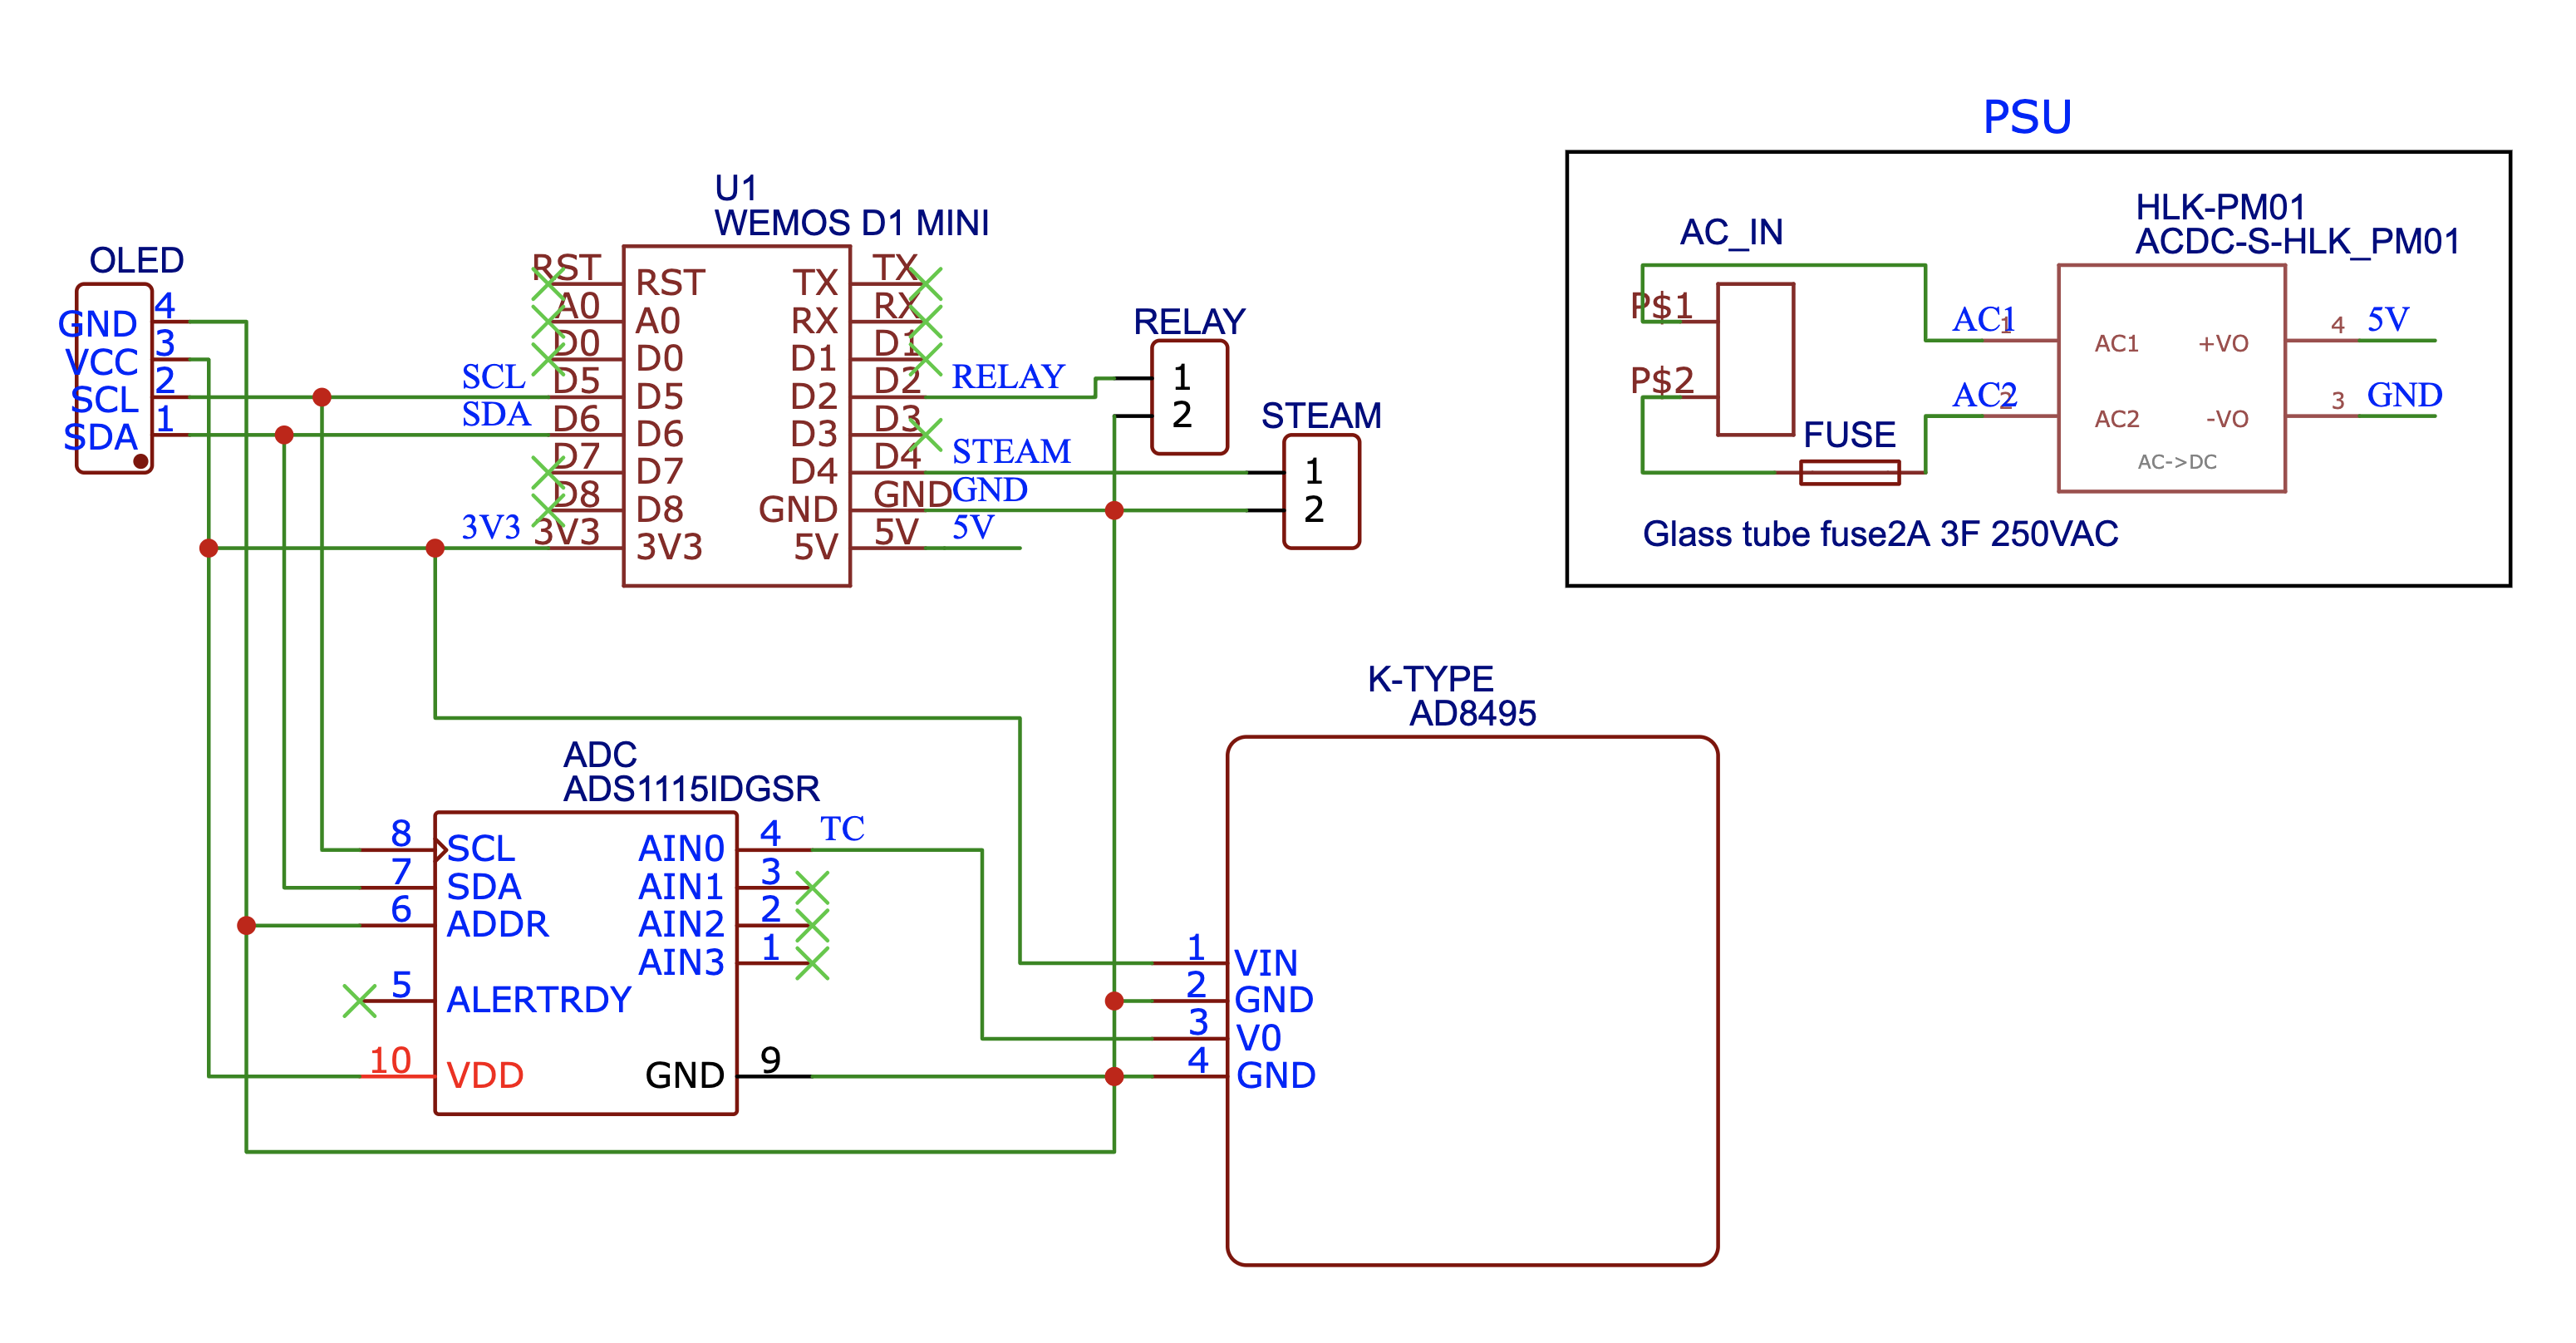 PSU
U1
WEMOS D1 MINI
OLED
GND 4
VCC 3
SCL 2
SDA 1
SCL
SDA
3V3
RST
A0
D0
D5
D6
D7
D8
3V3
RST TX
A0 RX
D0 D1
D5 D2
D6 D3
D7 D4
D8 GND
3V3 5V
TX
RX
D1
D2 RELAY
D3
D4 STEAM
GND GND
5V 5V
RELAY
1
2
STEAM
1
2
AC_IN
P$1
P$2
FUSE
Glass tube fuse2A 3F 250VAC
HLK-PM01
ACDC-S-HLK_PM01
AC1 1
AC2 2
AC1 +VO
AC2 -VO
AC->DC
4 5V
3 GND
ADC
ADS1115IDGSR
8 SCL AIN0 4 TC
7 SDA AIN1 3
6 ADDR AIN2 2
AIN3 1
5 ALERTRDY
10 VDD GND 9
K-TYPE
AD8495
1 VIN
2 GND
3 V0
4 GND